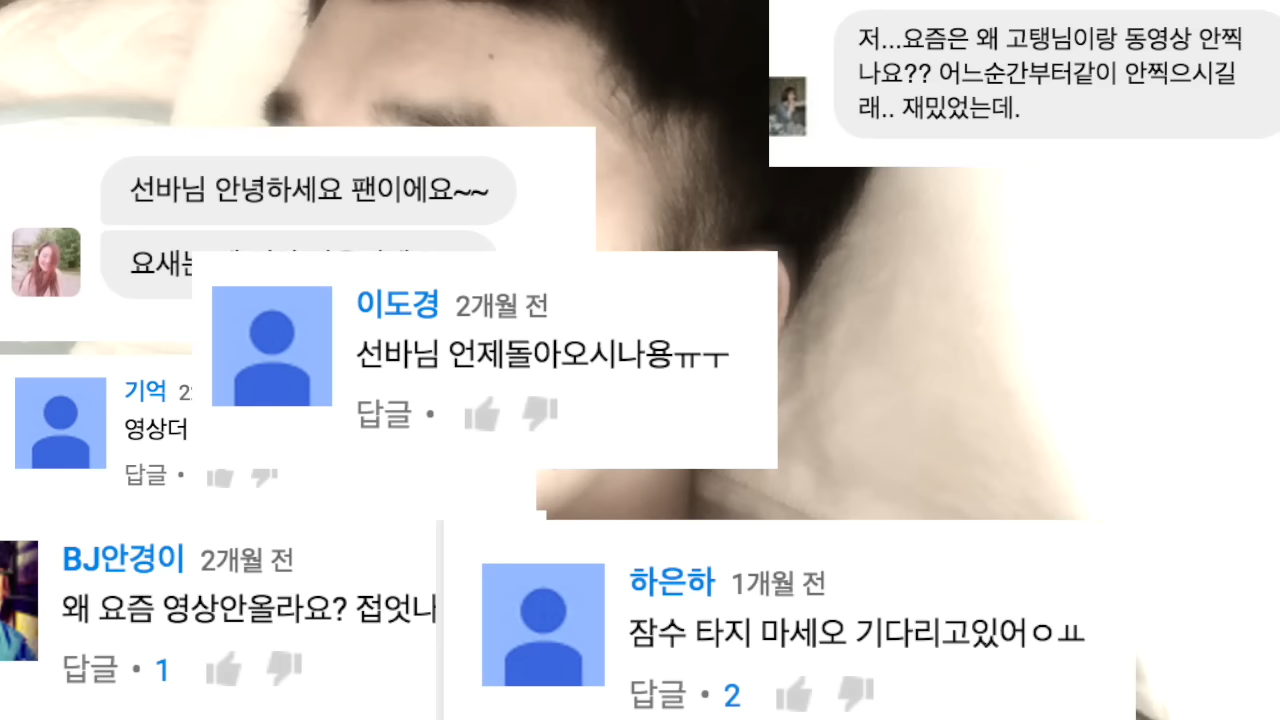 저...요즘은 왜 고탱님이랑 동영상 안찍
나요?? 어느순간부터같이 안찍으시길
래.. 재밌었는데.
선바님 안녕하세요 팬이에요~~
이도경 2개월 전
선바님 언제돌아오시나용ㅠㅜ
답글 •
기억
영상더
답글 •
BJ안경이 2개월 전
왜 요즘 영상안올라요? 접엇나
답글 • 1
하은하 1개월 전
잠수 타지 마세오 기다리고있어ㅇㅛ
답글 • 2